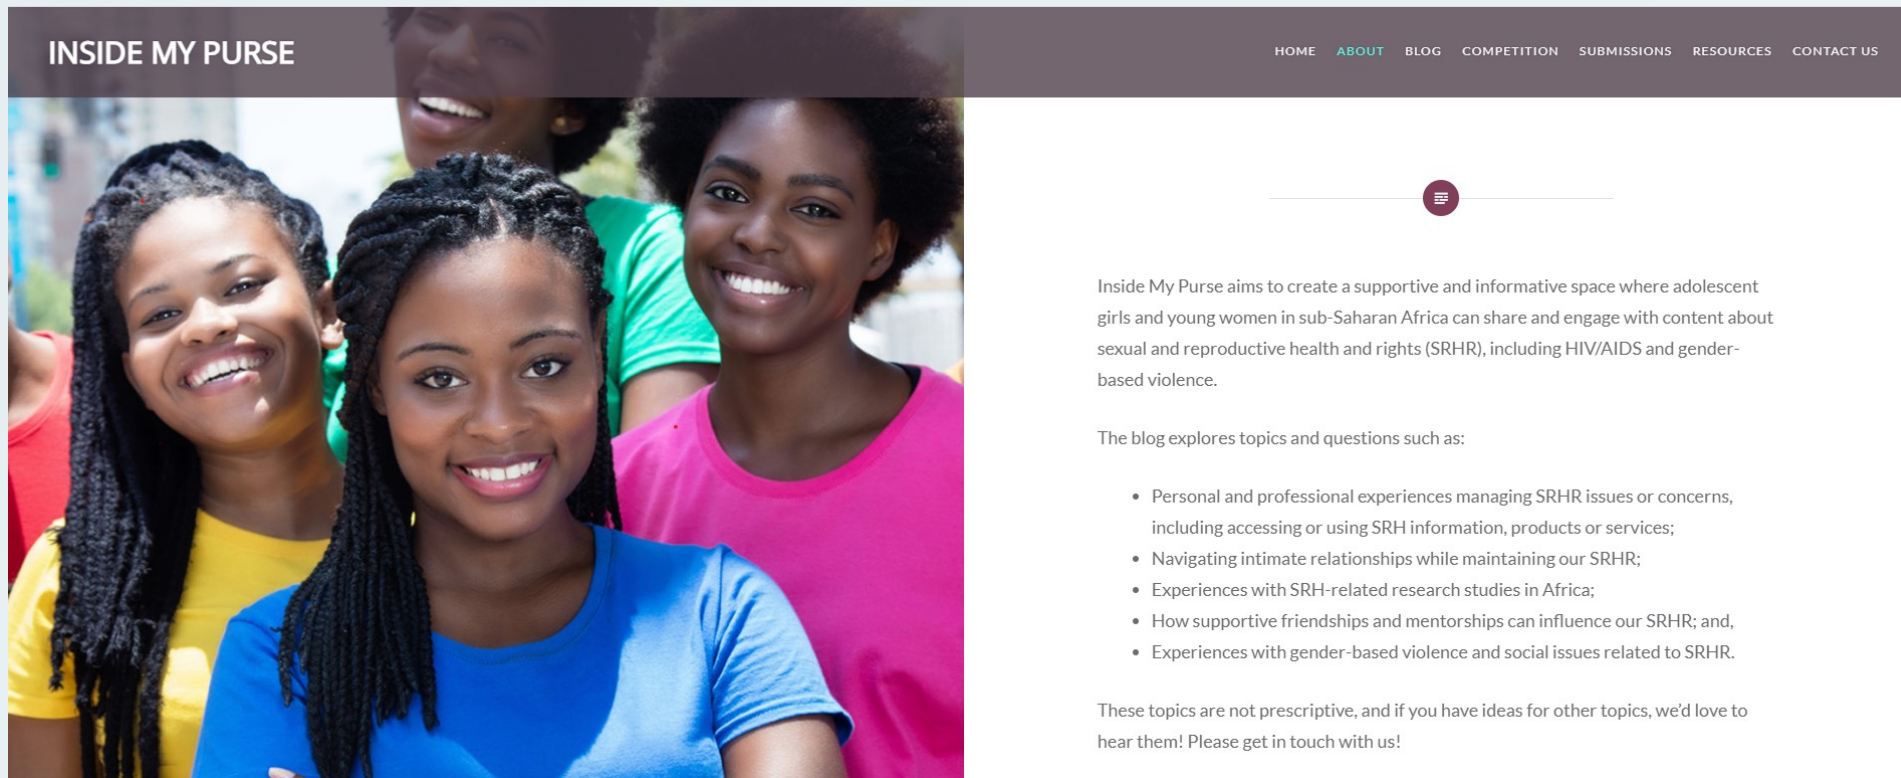 INSIDE MY PURSE
HOME ABOUT BLOG COMPETITION SUBMISSIONS RESOURCES CONTACT US
Inside My Purse aims to create a supportive and informative space where adolescent
girls and young women in sub-Saharan Africa can share and engage with content about
sexual and reproductive health and rights (SRHR), including HIV/AIDS and gender-
based violence.
The blog explores topics and questions such as:
• Personal and professional experiences managing SRHR issues or concerns,
including accessing or using SRH information, products or services;
• Navigating intimate relationships while maintaining our SRHR;
• Experiences with SRH-related research studies in Africa;
• How supportive friendships and mentorships can influence our SRHR; and,
• Experiences with gender-based violence and social issues related to SRHR.
These topics are not prescriptive, and if you have ideas for other topics, we’d love to
hear them! Please get in touch with us!